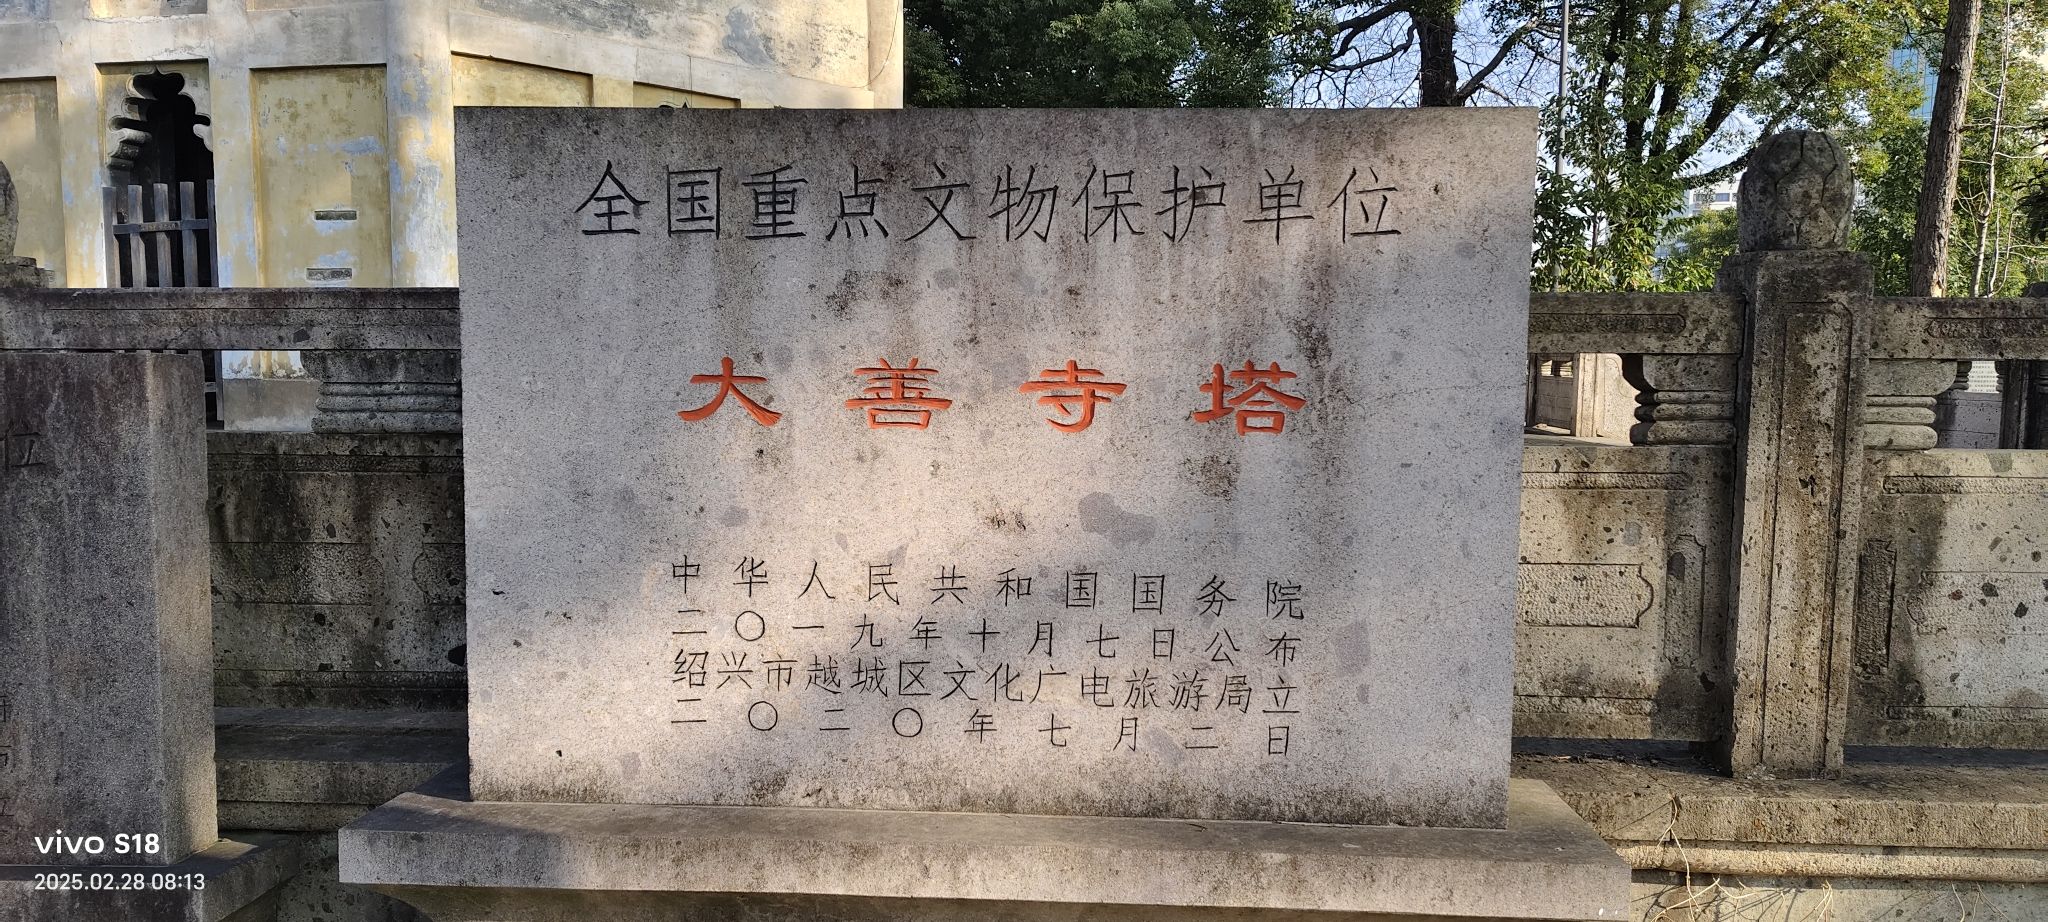 全国重点文物保护单位
大善寺塔
中华人民共和国国务院
二〇一九年十月七日公布
绍兴市越城区文化广电旅游局立
二〇二〇年七月二日
位
立
vivo S18
2025.02.28 08:13